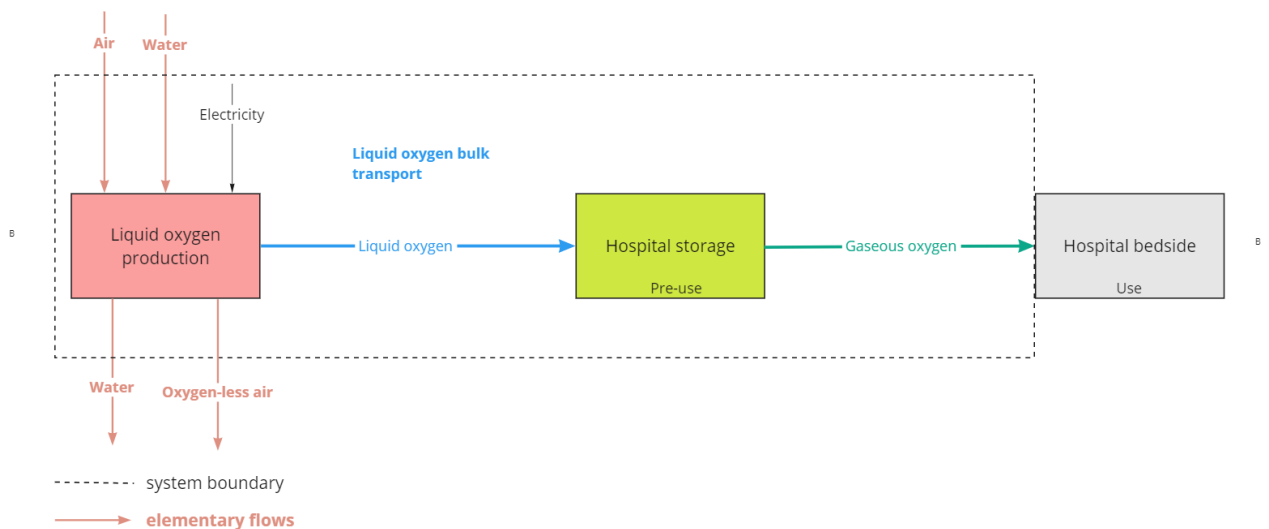 Air
Water
Electricity
Liquid oxygen bulk
transport
B
Liquid oxygen
production
Liquid oxygen
Hospital storage
Pre-use
Gaseous oxygen
Hospital bedside
Use
B
Water
Oxygen-less air
system boundary
elementary flows